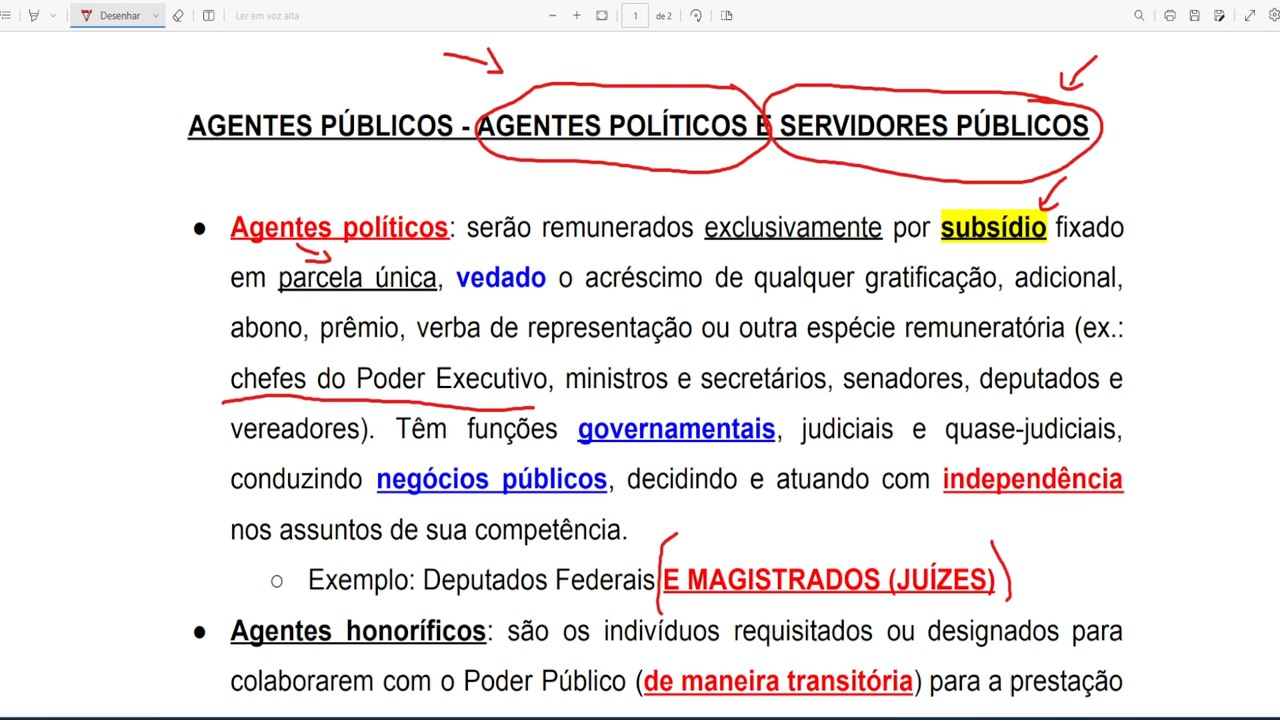 Desenhar
Ler em voz alta
1
de 2
AGENTES PÚBLICOS - AGENTES POLÍTICOS E SERVIDORES PÚBLICOS
● Agentes políticos: serão remunerados exclusivamente por subsídio fixado
em parcela única, vedado o acréscimo de qualquer gratificação, adicional,
abono, prêmio, verba de representação ou outra espécie remuneratória (ex.:
chefes do Poder Executivo, ministros e secretários, senadores, deputados e
vereadores). Têm funções governamentais, judiciais e quase-judiciais,
conduzindo negócios públicos, decidindo e atuando com independência
nos assuntos de sua competência.
○ Exemplo: Deputados Federais E MAGISTRADOS (JUÍZES)
● Agentes honoríficos: são os indivíduos requisitados ou designados para
colaborarem com o Poder Público (de maneira transitória) para a prestação